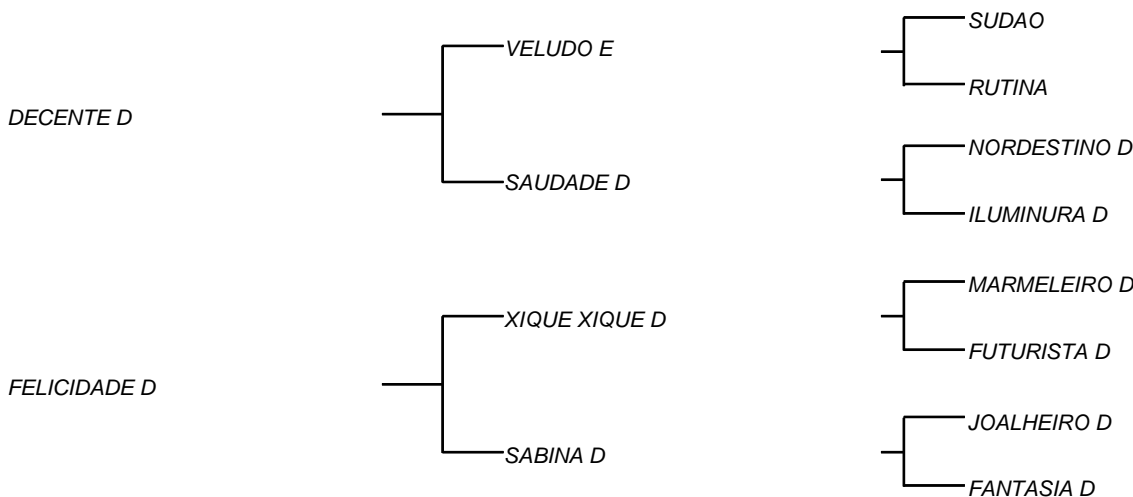 SUDAO
VELUDO E
RUTINA
DECENTE D
NORDESTINO D
SAUDADE D
ILUMINURA D
MARMELEIRO D
XIQUE XIQUE D
FUTURISTA D
FELICIDADE D
JOALHEIRO D
SABINA D
FANTASIA D